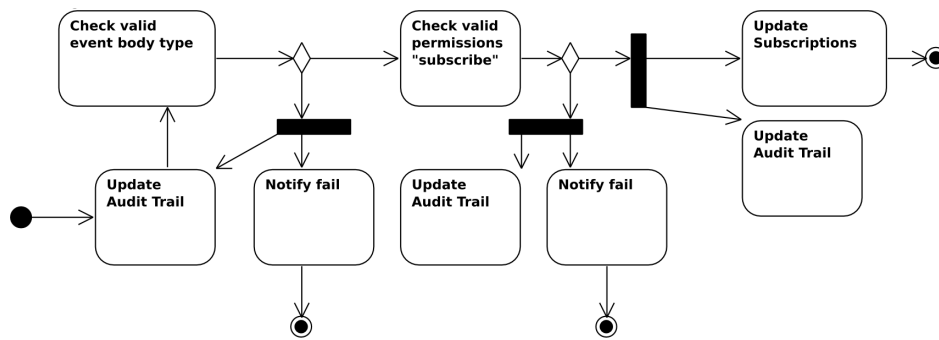 Check valid
event body type
Check valid
permissions
"subscribe"
Update
Subscriptions
Update
Audit Trail
Update
Audit Trail
Notify fail
Update
Audit Trail
Notify fail